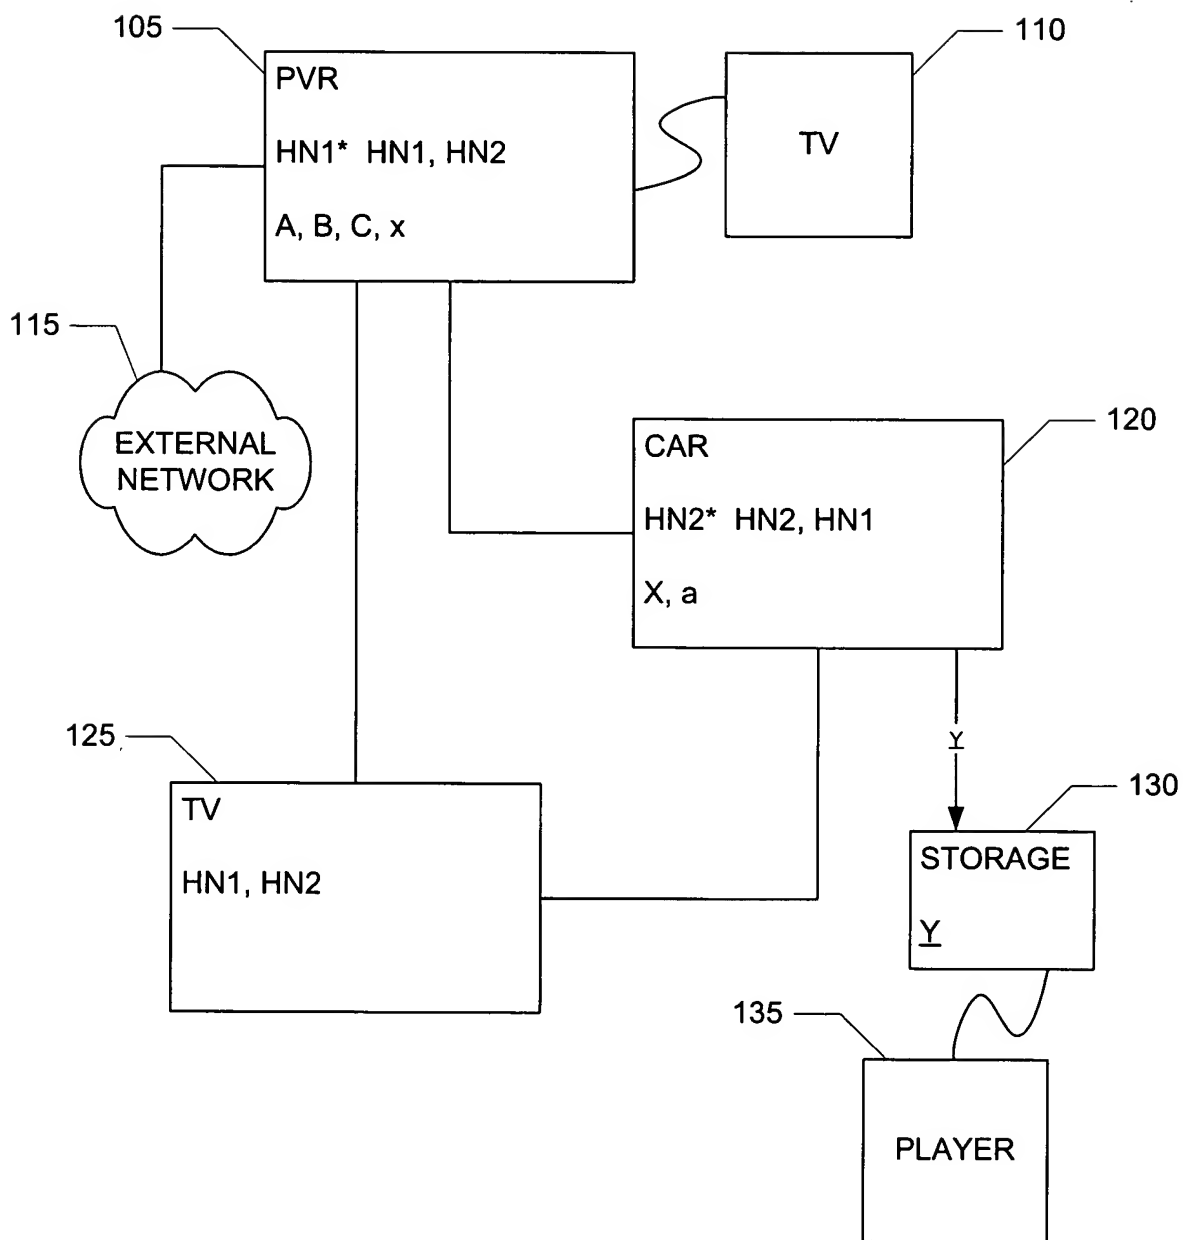 105
PVR
HN1* HN1, HN2
A, B, C, x
110
TV
115
EXTERNAL
NETWORK
120
CAR
HN2* HN2, HN1
X, a
125
TV
HN1, HN2
Y
130
STORAGE
Y
135
PLAYER